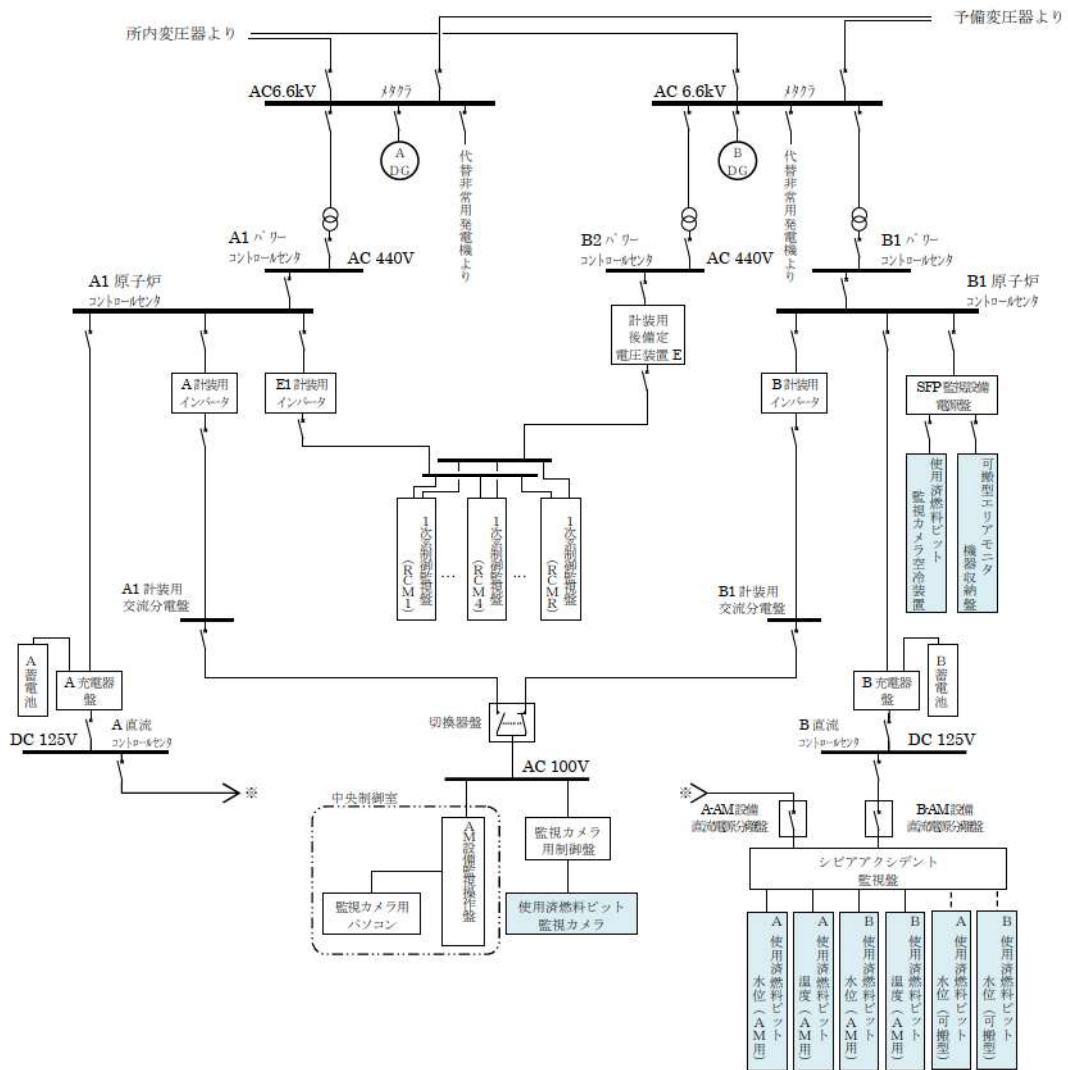 所内変圧器より
予備変圧器より
AC6.6kV
メタクラ
AC 6.6kV
メタクラ
A
DG
代替非常用発電機より
B
DG
代替非常用発電機より
A1 パワー
コントロールセンタ
AC 440V
B2 パワー
コントロールセンタ
AC 440V
B1 パワー
コントロールセンタ
A1 原子炉
コントロールセンタ
B1 原子炉
コントロールセンタ
計装用
後備定
電圧装置 E
A 計装用
インバータ
E1 計装用
インバータ
B 計装用
インバータ
SFP 監視設備
電源盤
使用済燃料ピット
監視カメラ空冷装置
可搬型エリアモニタ
機器収納盤
1次系制御監視盤
(RCM1)
…
1次系制御監視盤
(RCM4)
…
1次系制御監視盤
(RCMR)
A1 計装用
交流分電盤
B1 計装用
交流分電盤
A蓄電池
A 充電器
盤
B 充電器
盤
B蓄電池
切換器盤
DC 125V
A 直流
コントロールセンタ
B 直流
コントロールセンタ
DC 125V
AC 100V
※
※
A-AM 設備
直流電源分離盤
B-AM 設備
直流電源分離盤
中央制御室
AM設備監視操作盤
監視カメラ
用制御盤
監視カメラ用
パソコン
使用済燃料ピット
監視カメラ
シビアアクシデント
監視盤
A使用済燃料ピット
水位(AM用)
A使用済燃料ピット
温度(AM用)
B使用済燃料ピット
水位(AM用)
B使用済燃料ピット
温度(AM用)
A使用済燃料ピット
水位(可搬型)
B使用済燃料ピット
水位(可搬型)